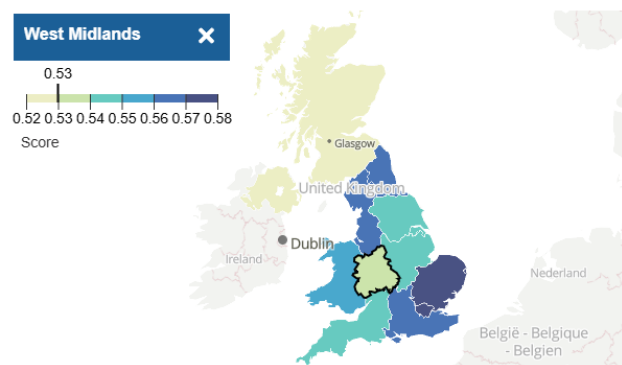 West Midlands
0.53
0.52 0.53 0.54 0.55 0.56 0.57 0.58
Score
Glasgow
United Kingdom
Dublin
Ireland
Nederland
België - Belgique
- Belgien